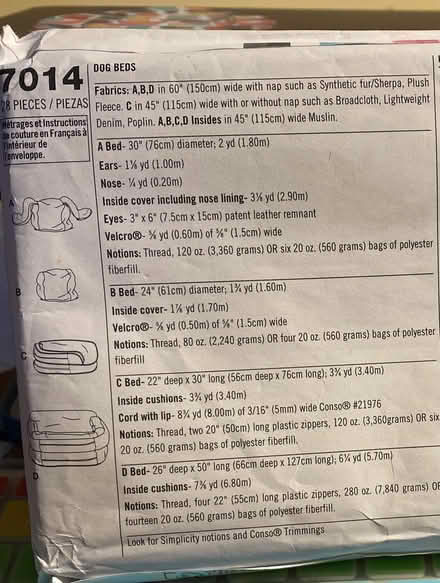 7014
28 PIECES / PIEZAS
Métrages et Instructions
de couture en Français à
l'intérieur de
l'enveloppe.
DOG BEDS
Fabrics: A,B,D in 60" (150cm) wide with nap such as Synthetic fur/Sherpa, Plush
Fleece. C in 45" (115cm) wide with or without nap such as Broadcloth, Lightweight
Denim, Poplin. A,B,C,D Insides in 45" (115cm) wide Muslin.
A Bed- 30" (76cm) diameter; 2 yd (1.80m)
Ears- 1⅛ yd (1.00m)
Nose- ¼ yd (0.20m)
Inside cover including nose lining- 3⅛ yd (2.90m)
Eyes- 3" x 6" (7.5cm x 15cm) patent leather remnant
Velcro®- ⅝ yd (0.60m) of ⅝" (1.5cm) wide
Notions: Thread, 120 oz. (3,360 grams) OR six 20 oz. (560 grams) bags of polyester
fiberfill.
B Bed- 24" (61cm) diameter; 1¾ yd (1.60m)
Inside cover- 1⅞ yd (1.70m)
Velcro®- ⅝ yd (0.50m) of ⅝" (1.5cm) wide
Notions: Thread, 80 oz. (2,240 grams) OR four 20 oz. (560 grams) bags of polyester
fiberfill
C Bed- 22" deep x 30" long (56cm deep x 76cm long); 3¾ yd (3.40m)
Inside cushions- 3¾ yd (3.40m)
Cord with lip- 8¾ yd (8.00m) of 3/16" (5mm) wide Conso® #21976
Notions: Thread, two 20" (50cm) long plastic zippers, 120 oz. (3,360grams) OR six
20 oz. (560 grams) bags of polyester fiberfill.
D Bed- 26" deep x 50" long (66cm deep x 127cm long); 6¼ yd (5.70m)
Inside cushions- 7⅜ yd (6.80m)
Notions: Thread, four 22" (55cm) long plastic zippers, 280 oz. (7,840 grams) OR
fourteen 20 oz. (560 grams) bags of polyester fiberfill.
Look for Simplicity notions and Conso® Trimmings
A
B
C
D